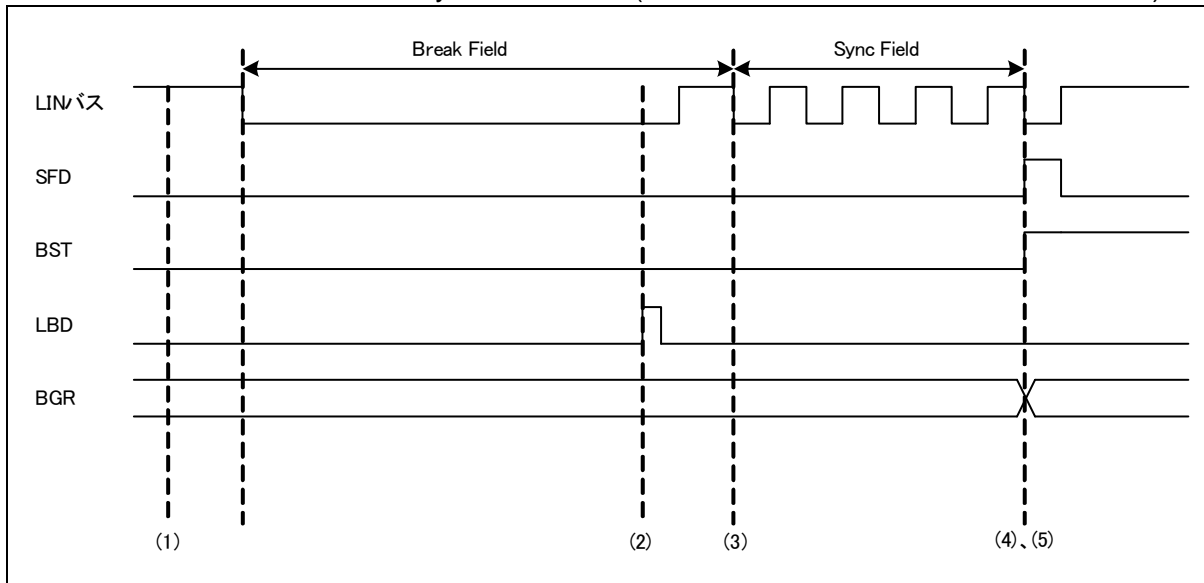 Break Field
Sync Field
LINバス
SFD
BST
LBD
BGR
(1)
(2)
(3)
(4)、(5)